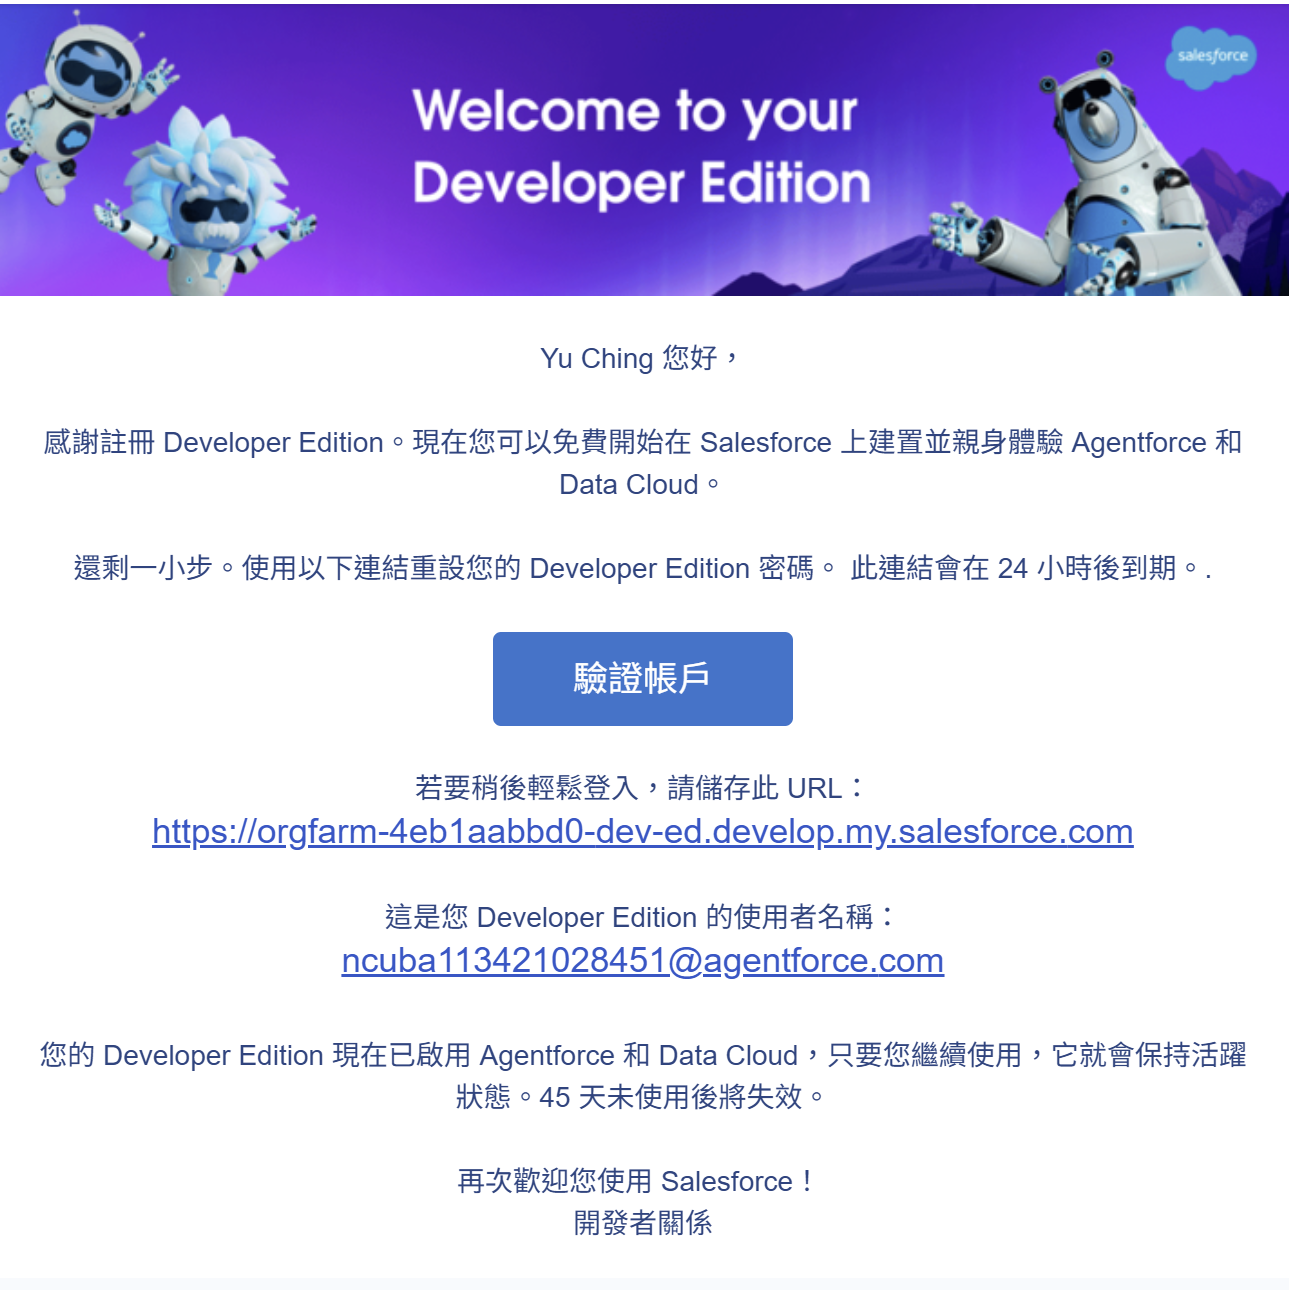 salesforce
Welcome to your
Developer Edition
Yu Ching 您好，
感謝註冊 Developer Edition。現在您可以免費開始在 Salesforce 上建置並親身體驗 Agentforce 和
Data Cloud。
還剩一小步。使用以下連結重設您的 Developer Edition 密碼。 此連結會在 24 小時後到期。.
驗證帳戶
若要稍後輕鬆登入，請儲存此 URL：
https://orgfarm-4eb1aabbd0-dev-ed.develop.my.salesforce.com
這是您 Developer Edition 的使用者名稱：
ncuba113421028451@agentforce.com
您的 Developer Edition 現在已啟用 Agentforce 和 Data Cloud，只要您繼續使用，它就會保持活躍
狀態。45 天未使用後將失效。
再次歡迎您使用 Salesforce！
開發者關係